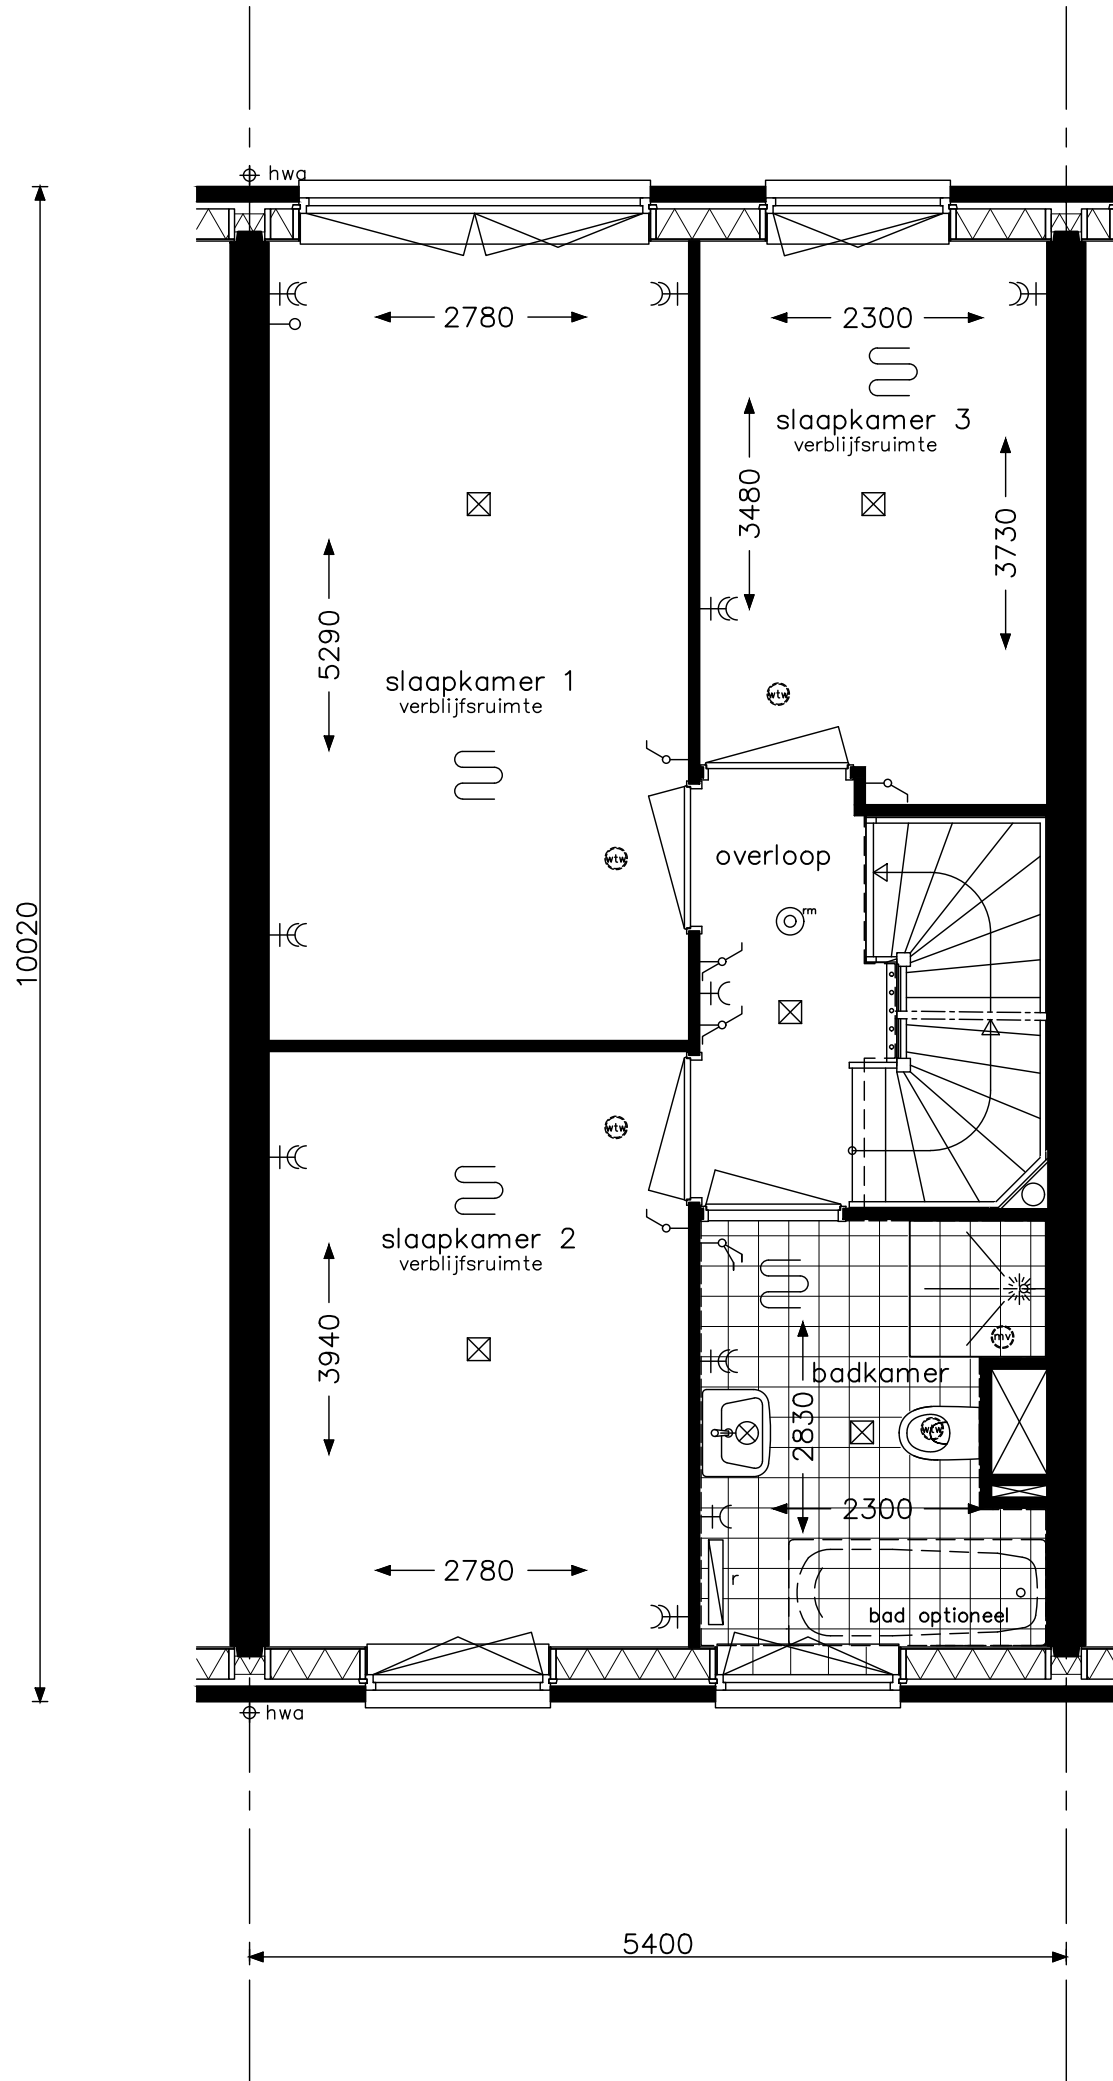 hwa
2780
2300
slaapkamer 3
verblijfsruimte
3480
3730
5290
slaapkamer 1
verblijfsruimte
wtw
wtw
overloop
rm
10020
wtw
slaapkamer 2
verblijfsruimte
3940
mv
badkamer
2830
wtw
2300
2780
r
bad optioneel
hwa
5400